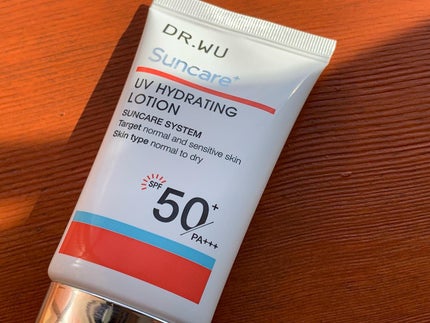 DR.WU
Suncare+
UV HYDRATING
LOTION
SUNCARE SYSTEM
Target normal and sensitive skin
Skin type normal to dry
SPF 50+
PA+++